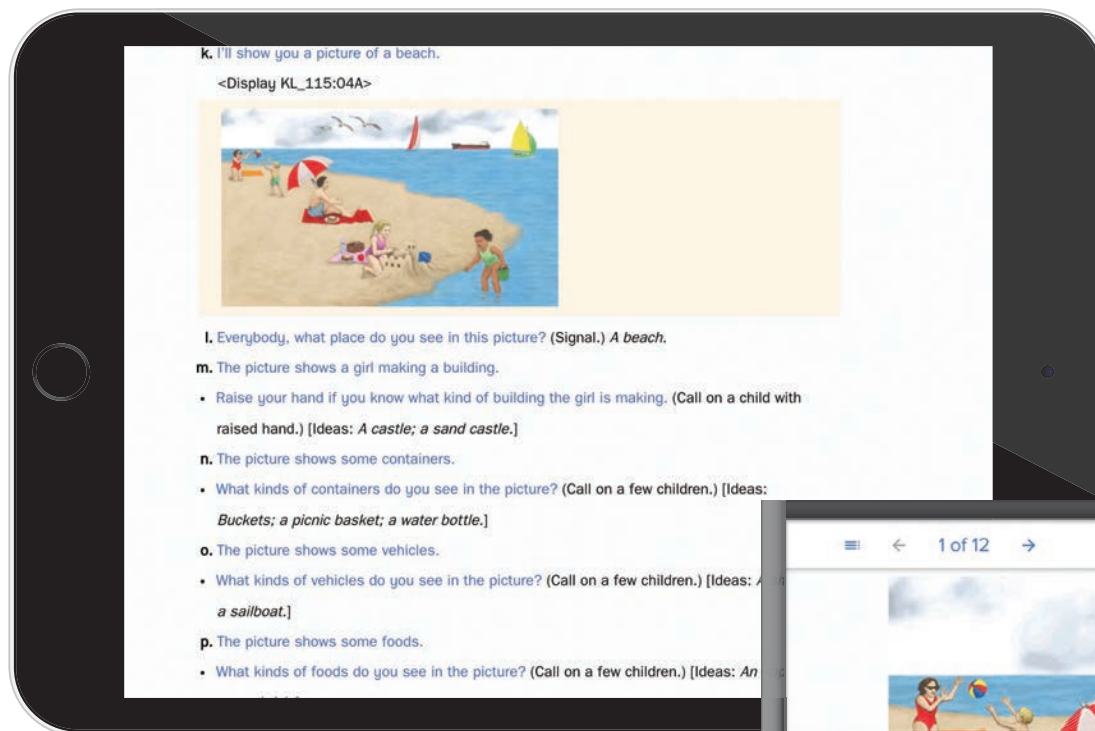 k. I'll show you a picture of a beach.
<Display KL_115:04A>
l. Everybody, what place do you see in this picture? (Signal.) A beach.
m. The picture shows a girl making a building.
• Raise your hand if you know what kind of building the girl is making. (Call on a child with
raised hand.) [Ideas: A castle; a sand castle.]
n. The picture shows some containers.
• What kinds of containers do you see in the picture? (Call on a few children.) [Ideas:
Buckets; a picnic basket; a water bottle.]
o. The picture shows some vehicles.
• What kinds of vehicles do you see in the picture? (Call on a few children.) [Ideas:
a sailboat.]
p. The picture shows some foods.
• What kinds of foods do you see in the picture? (Call on a few children.) [Ideas: An
1 of 12